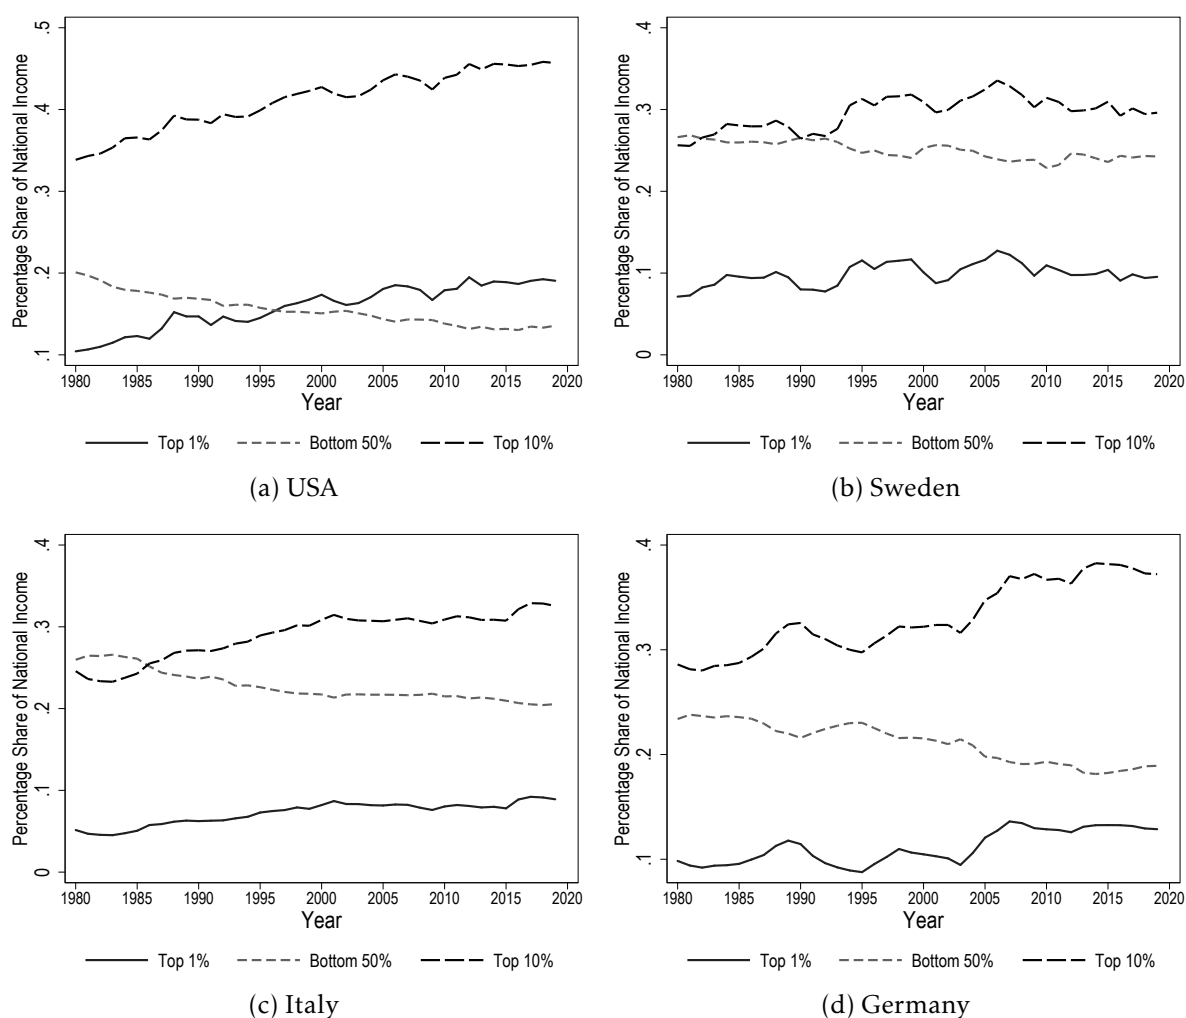 Percentage Share of National Income
.5
.4
.3
.2
.1
1980 1985 1990 1995 2000 2005 2010 2015 2020
Year
Top 1% Bottom 50% Top 10%
(a) USA
Percentage Share of National Income
.4
.3
.2
.1
0
1980 1985 1990 1995 2000 2005 2010 2015 2020
Year
Top 1% Bottom 50% Top 10%
(b) Sweden
Percentage Share of National Income
.4
.3
.2
.1
0
1980 1985 1990 1995 2000 2005 2010 2015 2020
Year
Top 1% Bottom 50% Top 10%
(c) Italy
Percentage Share of National Income
.4
.3
.2
.1
1980 1985 1990 1995 2000 2005 2010 2015 2020
Year
Top 1% Bottom 50% Top 10%
(d) Germany